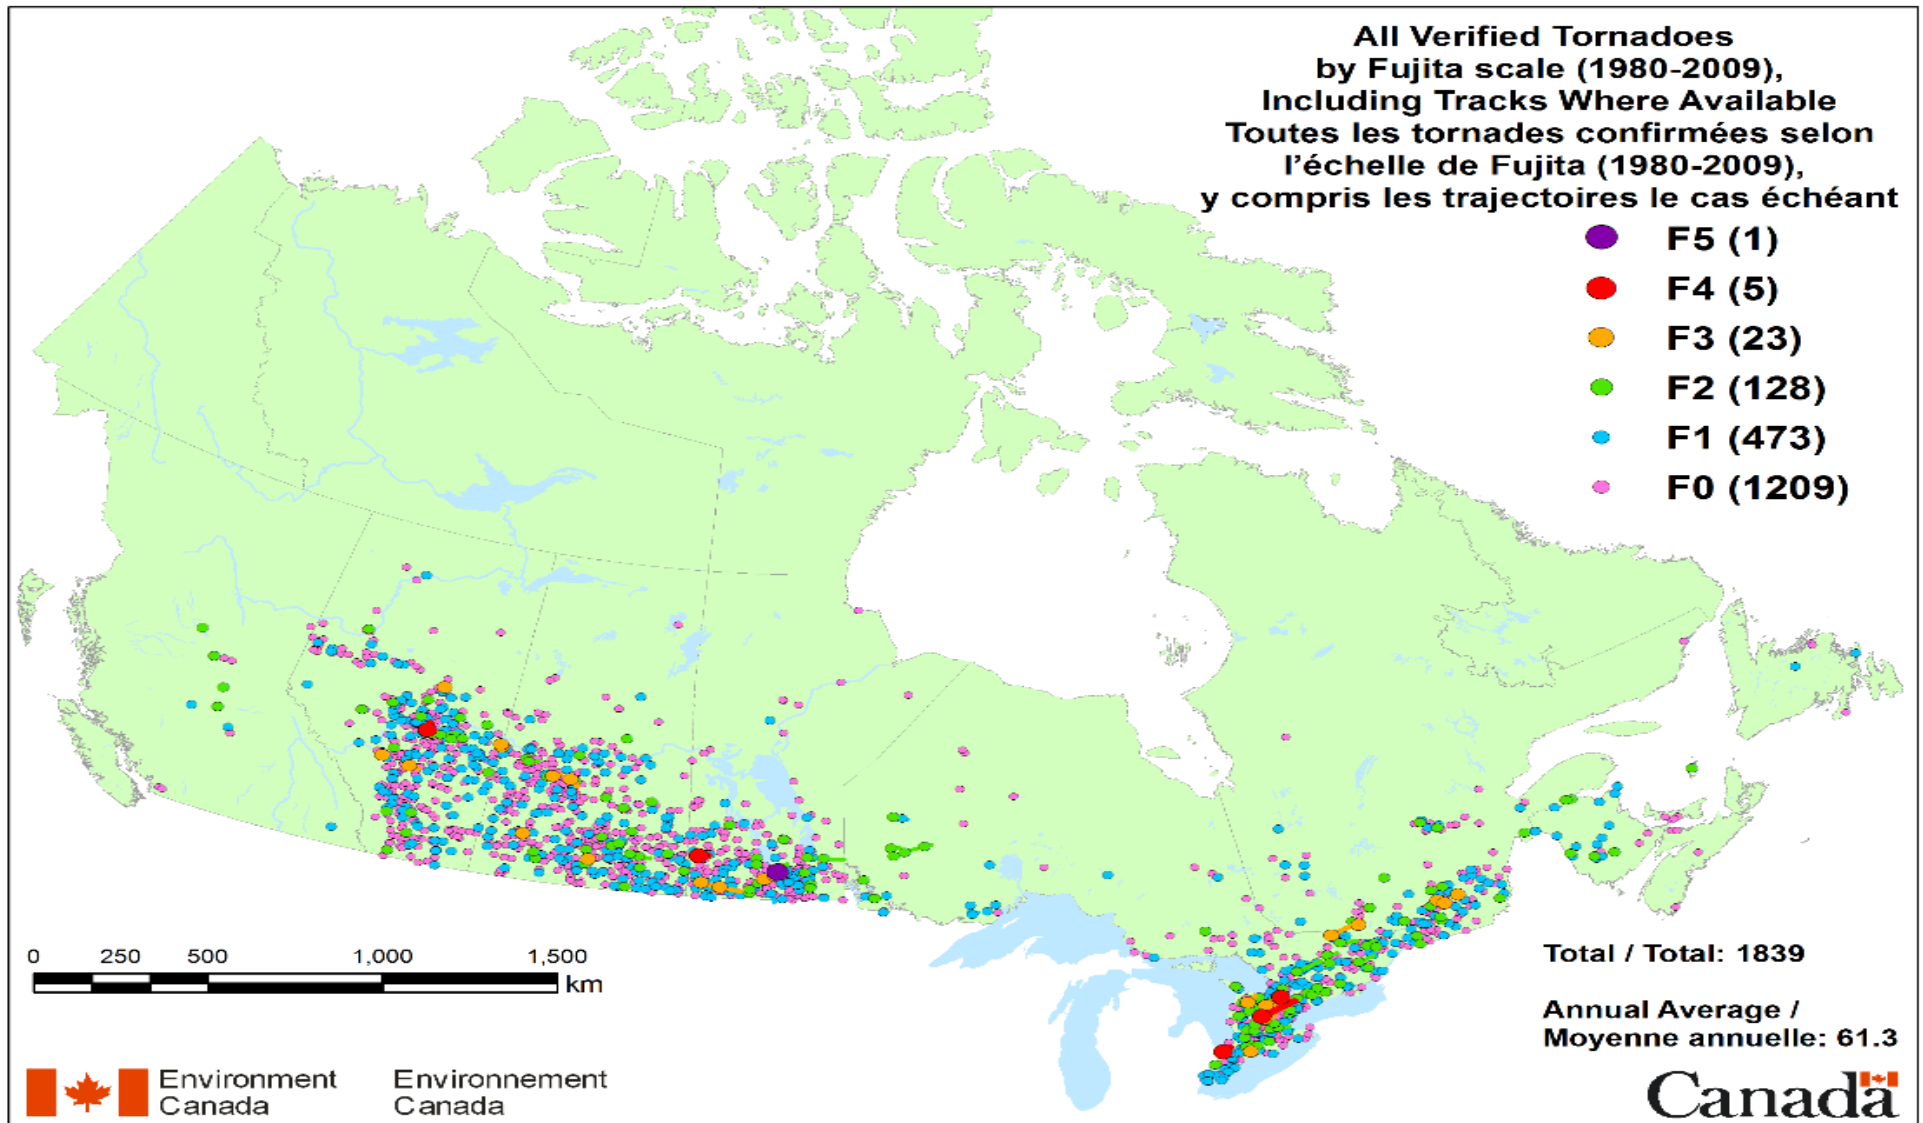 All Verified Tornadoes
by Fujita scale (1980-2009),
Including Tracks Where Available
Toutes les tornades confirmées selon
l'échelle de Fujita (1980-2009),
y compris les trajectoires le cas échéant
F5 (1)
F4 (5)
F3 (23)
F2 (128)
F1 (473)
F0 (1209)
0 250 500 1,000 1,500
km
Total / Total: 1839
Annual Average /
Moyenne annuelle: 61.3
Environment
Canada
Environnement
Canada
Canada